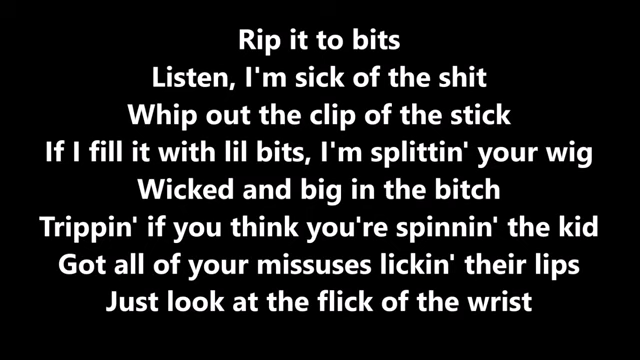 Rip it to bits
Listen, I'm sick of the shit
Whip out the clip of the stick
If I fill it with lil bits, I'm splittin' your wig
Wicked and big in the bitch
Trippin' if you think you're spinnin' the kid
Got all of your missuses lickin' their lips
Just look at the flick of the wrist